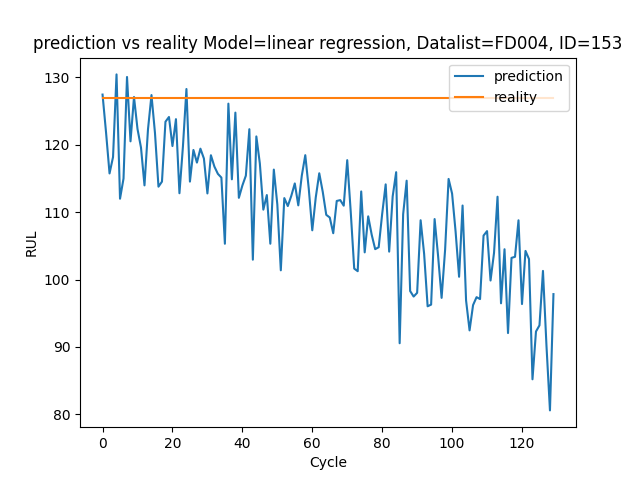 prediction vs reality Model=linear regression, Datalist=FD004, ID=153
prediction
reality
130
120
110
100
90
80
RUL
0 20 40 60 80 100 120
Cycle